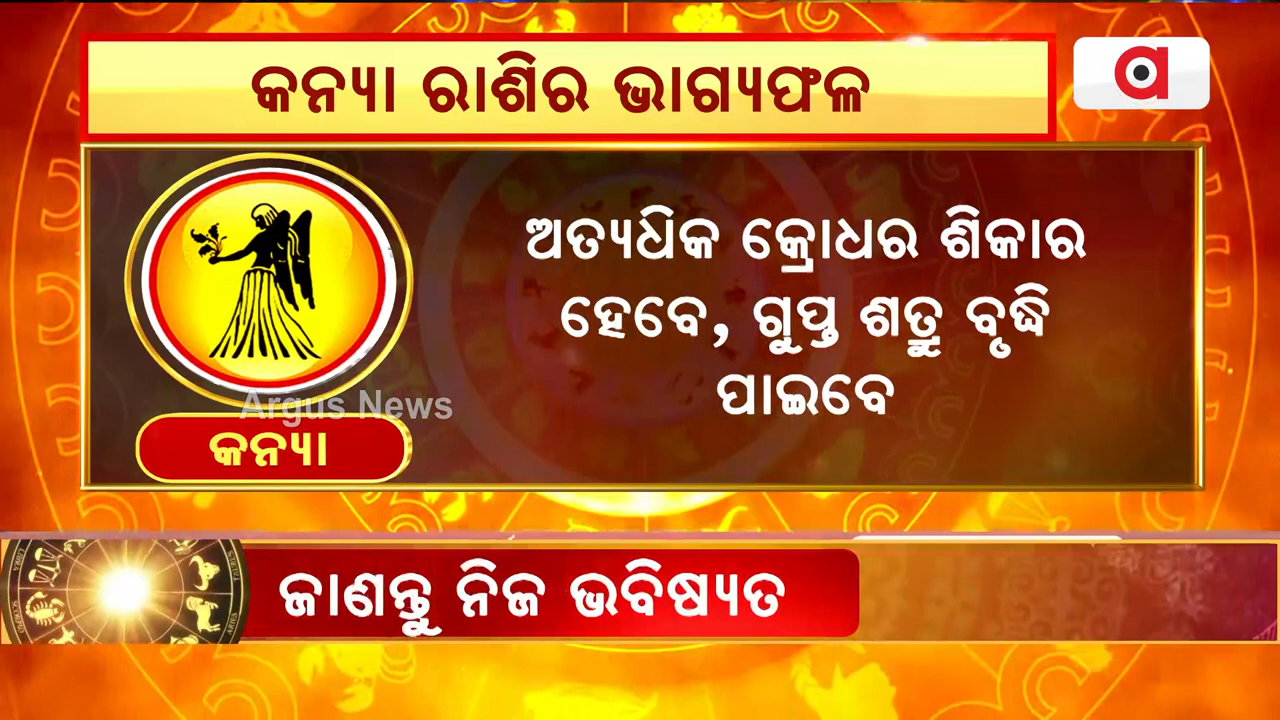 କନ୍ୟା ରାଶିର ଭାଗ୍ୟଫଳ
a
ଅତ୍ୟଧିକ କ୍ରୋଧର ଶିକାର
ହେବେ, ଗୁପ୍ତ ଶତ୍ରୁ ବୃଦ୍ଧି
ପାଇବେ
Argus News
କନ୍ୟା
ଜାଣନ୍ତୁ ନିଜ ଭବିଷ୍ୟତ